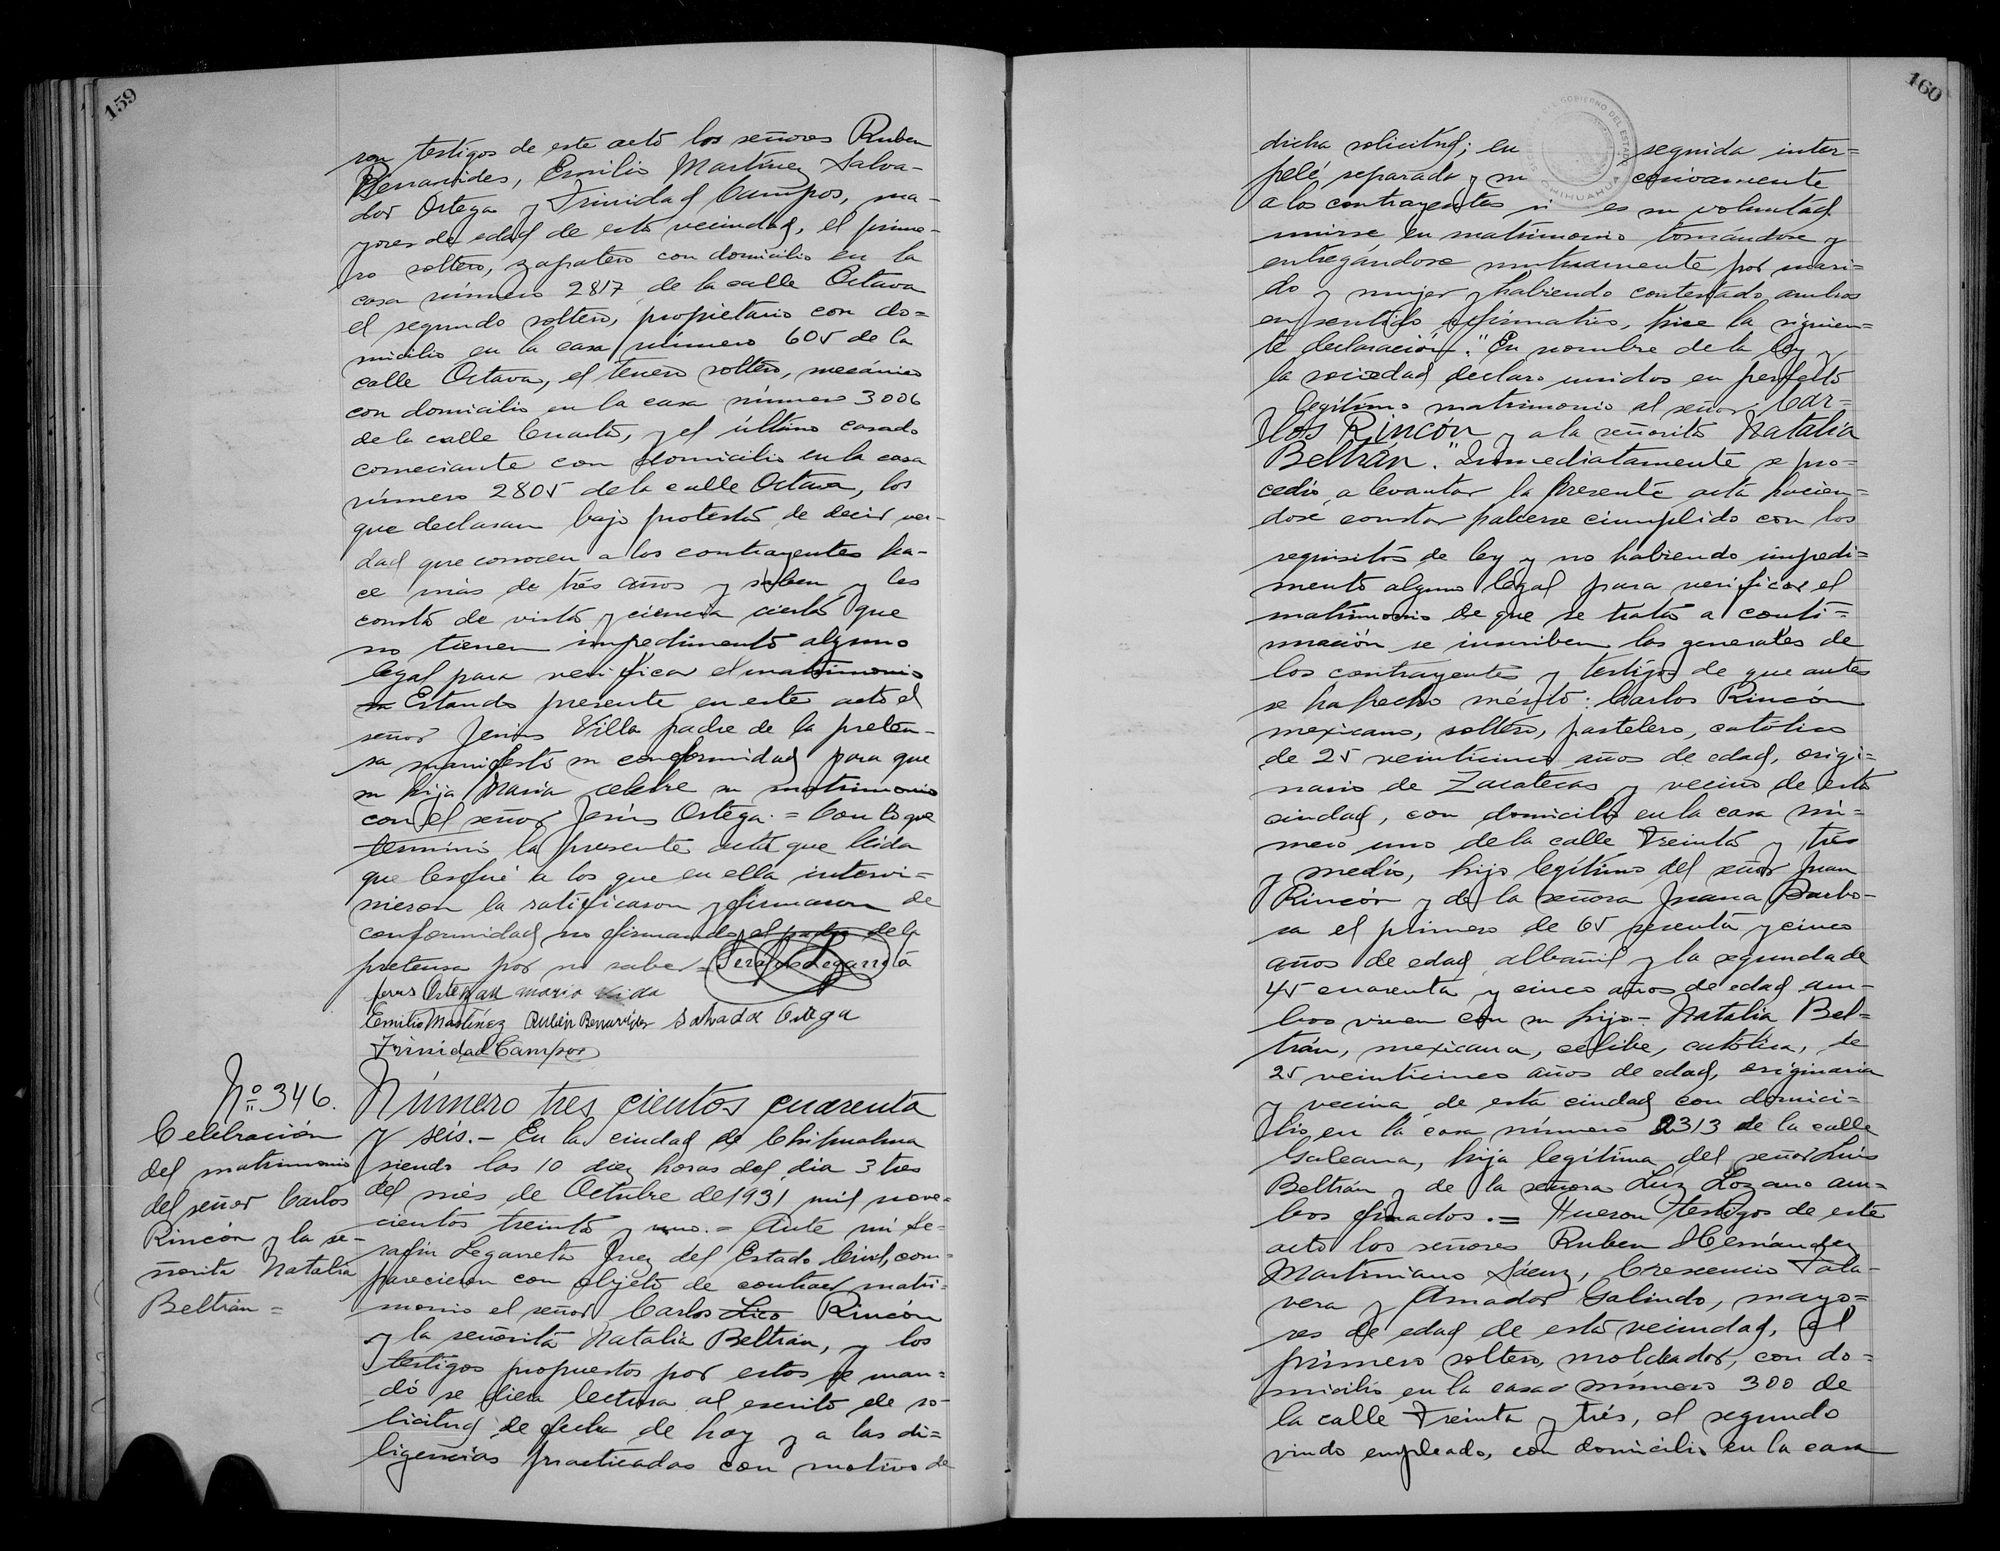 159
ron testigos de este acto los señores Ruben
Benavides, Emilio Martínez Salva-
dor Ortega y Trinidad Campos, ma-
yores de edad de esta vecindad, el prime-
ro soltero, zapatero con domicilio en la
casa número 2817 de la calle Octava
el segundo soltero, propietario con do=
micilio en la casa número 605 de la
calle Octava, el tercero soltero, mecánico
con domicilio en la casa número 3006
de la calle Cuarta, y el último casado
comerciante con domicilio en la casa
número 2805 de la calle Octava, los
que declaran bajo protesta de decir ver-
dad que conocen a los contrayentes ha-
ce más de tres años y saben y les
consta de vista y ciencia cierta que
no tienen impedimento alguno
legal para verificar el matrimonio
Estando presente en este acto el
señor Jesús Villa padre de la preten-
sa manifestó su conformidad para que
su hija María celebre su matrimonio
con el señor Jesús Ortega. = Con lo que
terminó la presente acta que leída
que les fué a los que en ella intervi=
nieron la ratificaron y firmaron de
conformidad no firmando el padre de la
pretensa por no saber = Serafin Legarreta
Jesus Ortega María
Emilio Martínez Rubén Benavides Salvador Ortega
Trinidad Campos
No 346.
Celebración
del matrimonio
del señor Carlos
Rincón y la se-
ñorita Natalia
Beltrán =
Número tres cientos cuarenta
y seis.- En la ciudad de Chihuahua
siendo las 10 diez horas del dia 3 tres
del més de Octubre de 1931 mil nove=
cientos treinta y uno. = Ante mí Se-
rafin Legarreta Juez del Estado Civil, com=
parecieron con objeto de contraer matri=
monio el señor Carlos Lico Rincón
y la señorita Natalia Beltrán, y los
testigos propuestos por estos se man=
dó se diera lectura al escrito de so-
licitud de fecha de hoy y a las di=
ligencias practicadas con motivo de
160
GOBIERNO DEL ESTADO
CHIHUAHUA
dicha solicitud; en seguida inter=
pelé separada y sucesivamente
a los contrayentes si es su voluntad
unirse en matrimonio tomándose y
entregándose mutuamente por mari=
do y mujer y habiendo contestado ambos
en sentido afirmativo, hice la siguien=
te declaración. "En nombre de la ley y
la sociedad declaro unidos en perfecto
legítimo matrimonio al señor Car=
los Rincón y a la señorita Natalia
Beltrán." Inmediatamente se pro=
cedió a levantar la presente acta hacien=
dose constar haberse cumplido con los
requisitos de ley y no habiendo impedi=
mento alguno legal para verificar el
matrimonio de que se trata a conti=
nuación se inscriben las generales de
los contrayentes y testigos de que antes
se ha hecho mérito: Carlos Rincón
mexicano, soltero, pastelero, católico
de 25 veinticinco años de edad, origi=
nario de Zacatecas y vecino de esta
ciudad, con domicilio en la casa nú=
mero uno de la calle Treinta y tres
y medio, hijo legítimo del señor Juan
Rincón y de la señora Juana Barbo-
sa el primero de 65 sesenta y cinco
años de edad albañil y la segunda de
45 cuarenta y cinco años de edad am=
bos viven con su hijo= Natalia Bel=
trán, mexicana, celibe, católica, de
25 veinticinco años de edad, originaria
y vecina de esta ciudad con domici=
lio en la casa número 2313 de la calle
Galeana, hija legítima del señor Luis
Beltrán y de la señora Luz Lozano am=
bos finados. = Fueron testigos de este
acto los señores Ruben Hernández
Martiniano Sáenz, Crescencio Tala-
vera y Amador Galindo, mayo=
res de edad de esta vecindad, el
primero soltero, moldeador, con do=
micilio en la casa número 300 de
la calle Treinta y trés, el segundo
viudo empleado, con domicilio en la casa